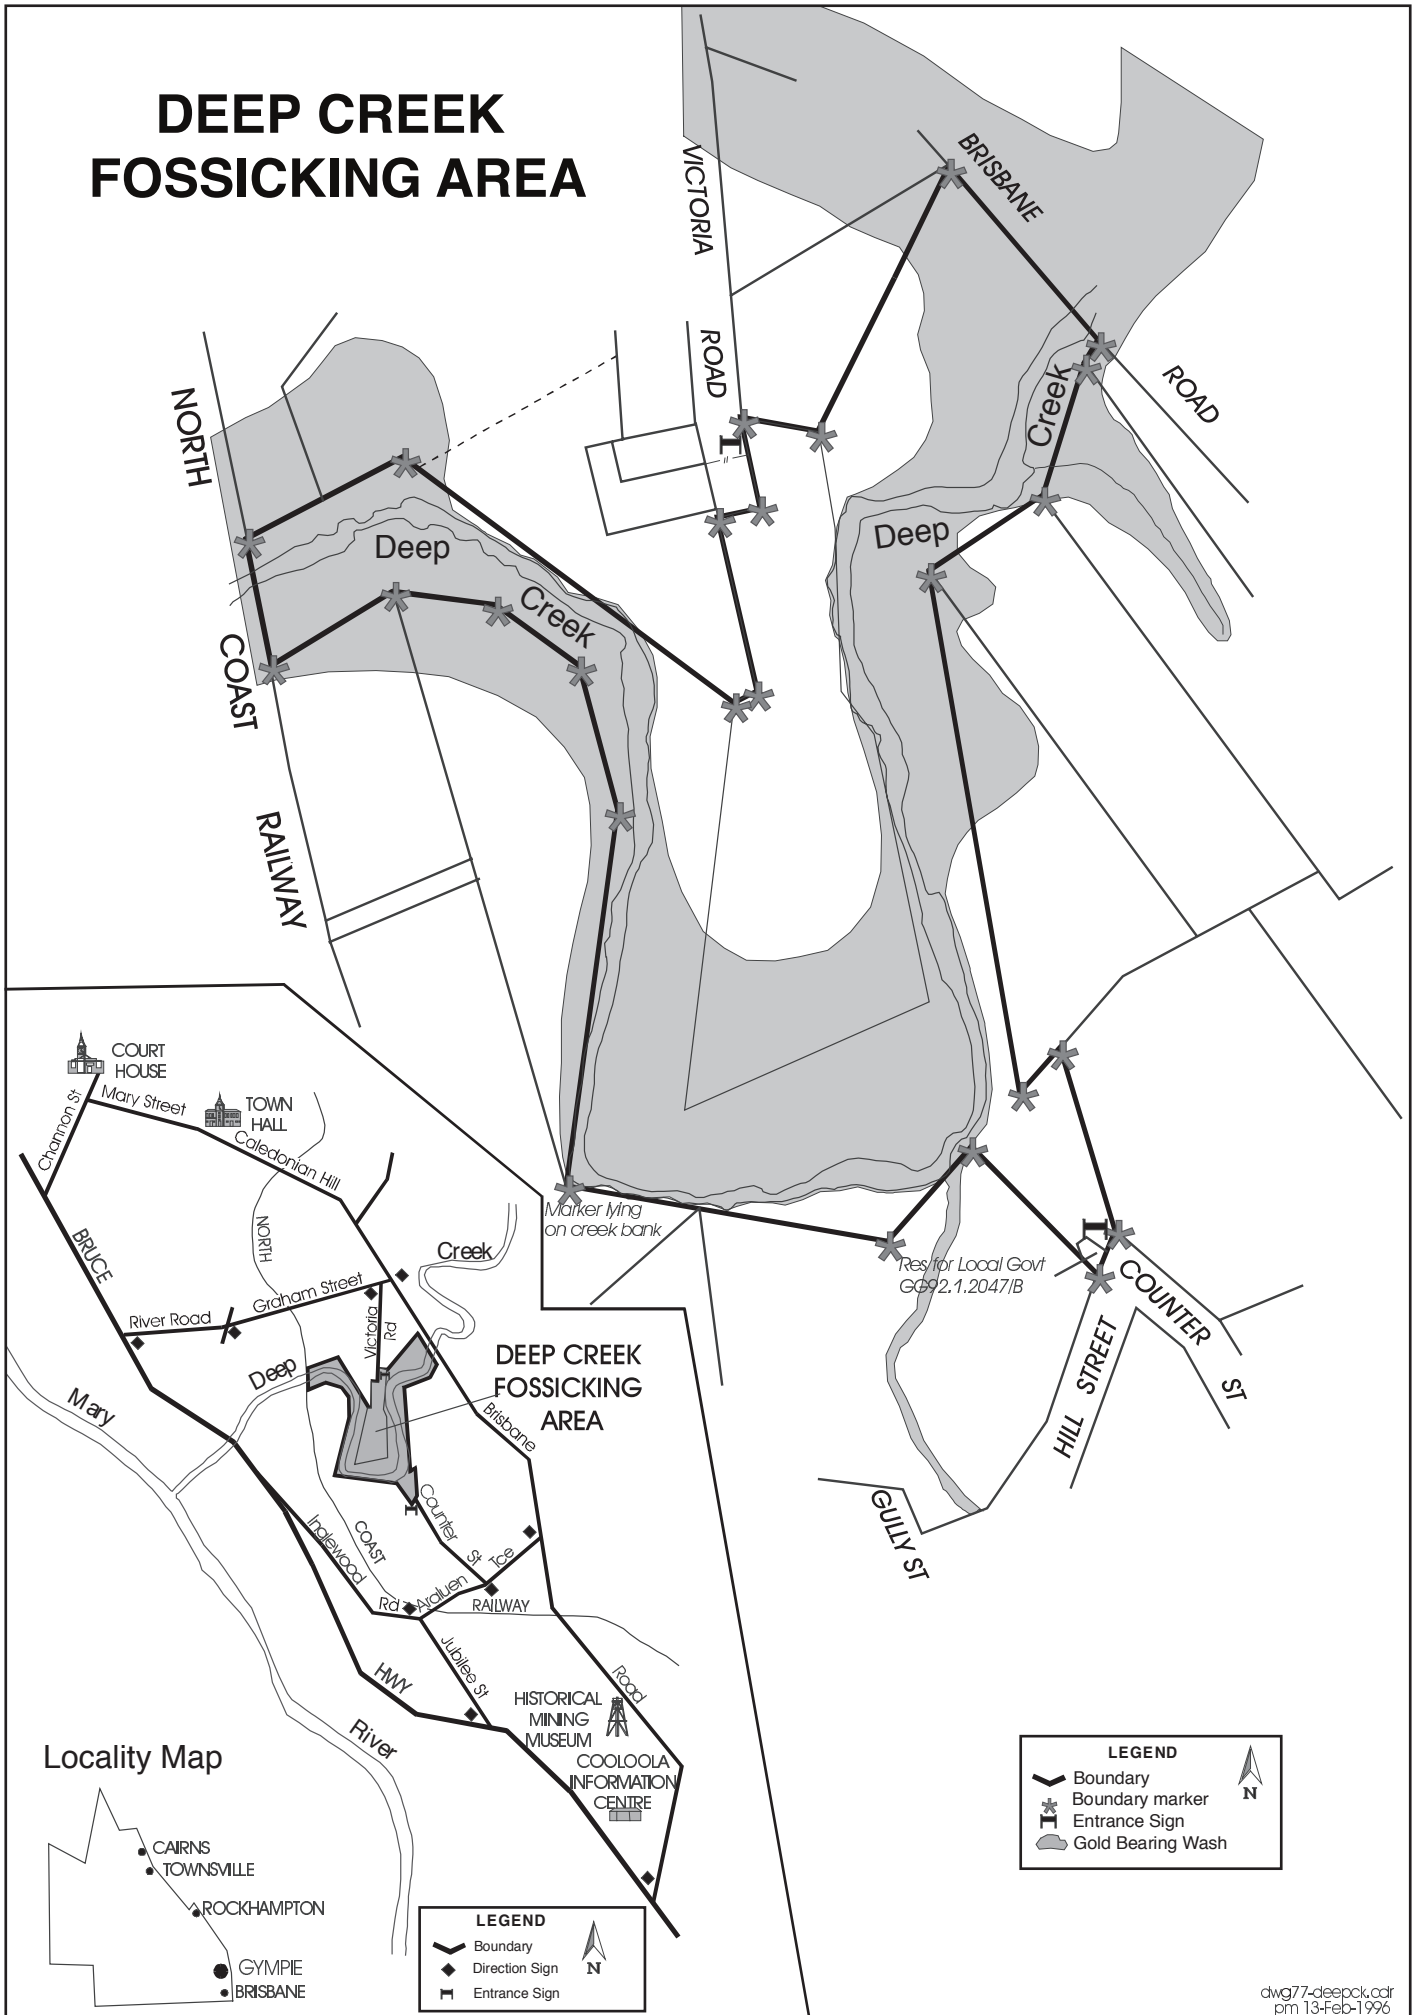 DEEP CREEK
FOSSICKING AREA
VICTORIA
ROAD
BRISBANE
ROAD
NORTH
COAST
RAILWAY
Deep
Creek
Deep
Creek
Marker lying
on creek bank
Res for Local Govt
GG92.1.2047/B
COUNTER
ST
HILL STREET
GULLY ST
COURT
HOUSE
Channon St
Mary Street
TOWN
HALL
Caledonian Hill
NORTH
BRUCE
Creek
River Road
Graham Street
Victoria
Rd
Deep
DEEP CREEK
FOSSICKING
AREA
Mary
Brisbane
Counter
St
Inglewood
Rd
COAST
Araluen
Tce
RAILWAY
Jubilee St
HWY
Road
HISTORICAL
MINING
MUSEUM
River
COOLOOLA
INFORMATION
CENTRE
Locality Map
CAIRNS
TOWNSVILLE
ROCKHAMPTON
GYMPIE
BRISBANE
LEGEND
Boundary
Direction Sign
Entrance Sign
N
LEGEND
Boundary
Boundary marker
Entrance Sign
Gold Bearing Wash
N
dwg77-deepck.cdr
pm 13-Feb-1996